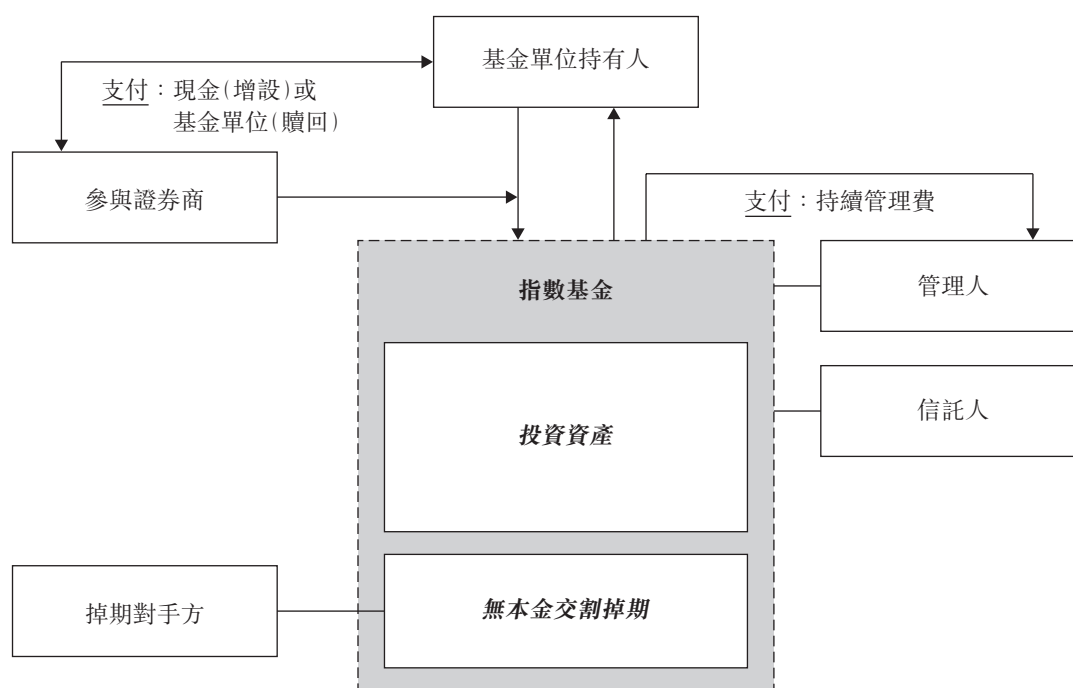 基金單位持有人
支付：現金(增設)或
基金單位(贖回)
參與證券商
支付：持續管理費
指數基金
管理人
投資資產
信託人
掉期對手方
無本金交割掉期